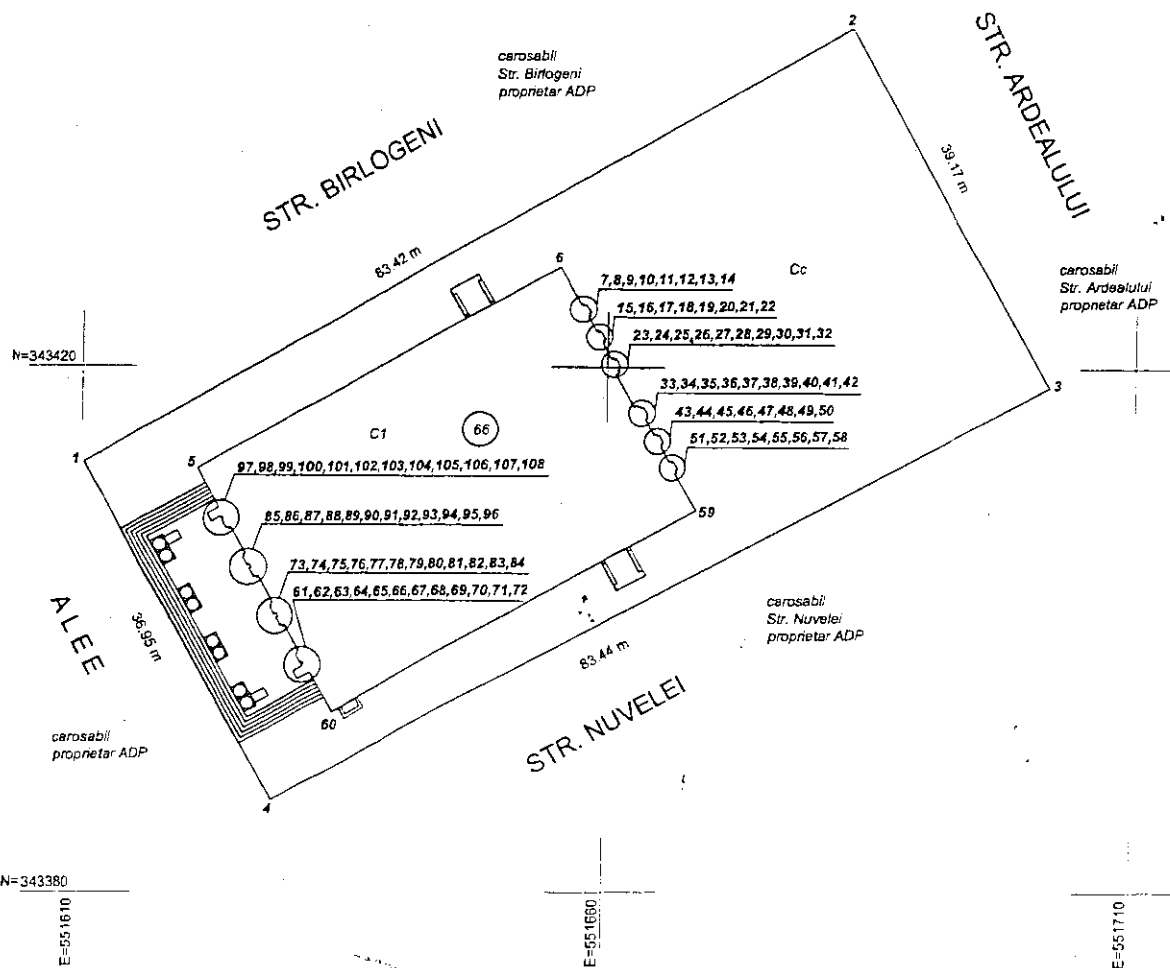 2
STR. ARDEALULUI
carosabil
Str. Birlogeni
proprietar ADP
STR. BIRLOGENI
39.17 m
83.42 m
6
Cc
carosabil
Str. Ardealului
proprietar ADP
7,8,9,10,11,12,13,14
15,16,17,18,19,20,21,22
23,24,25,26,27,28,29,30,31,32
N=343420
33,34,35,36,37,38,39,40,41,42
3
43,44,45,46,47,48,49,50
51,52,53,54,55,56,57,58
C1
66
1
5
97,98,99,100,101,102,103,104,105,106,107,108
85,86,87,88,89,90,91,92,93,94,95,96
59
73,74,75,76,77,78,79,80,81,82,83,84
61,62,63,64,65,66,67,68,69,70,71,72
ALEE
36.95 m
carosabil
Str. Nuvelei
proprietar ADP
83.44 m
60
STR. NUVELEI
carosabil
proprietar ADP
4
N=343380
E=551610
E=551660
E=551710